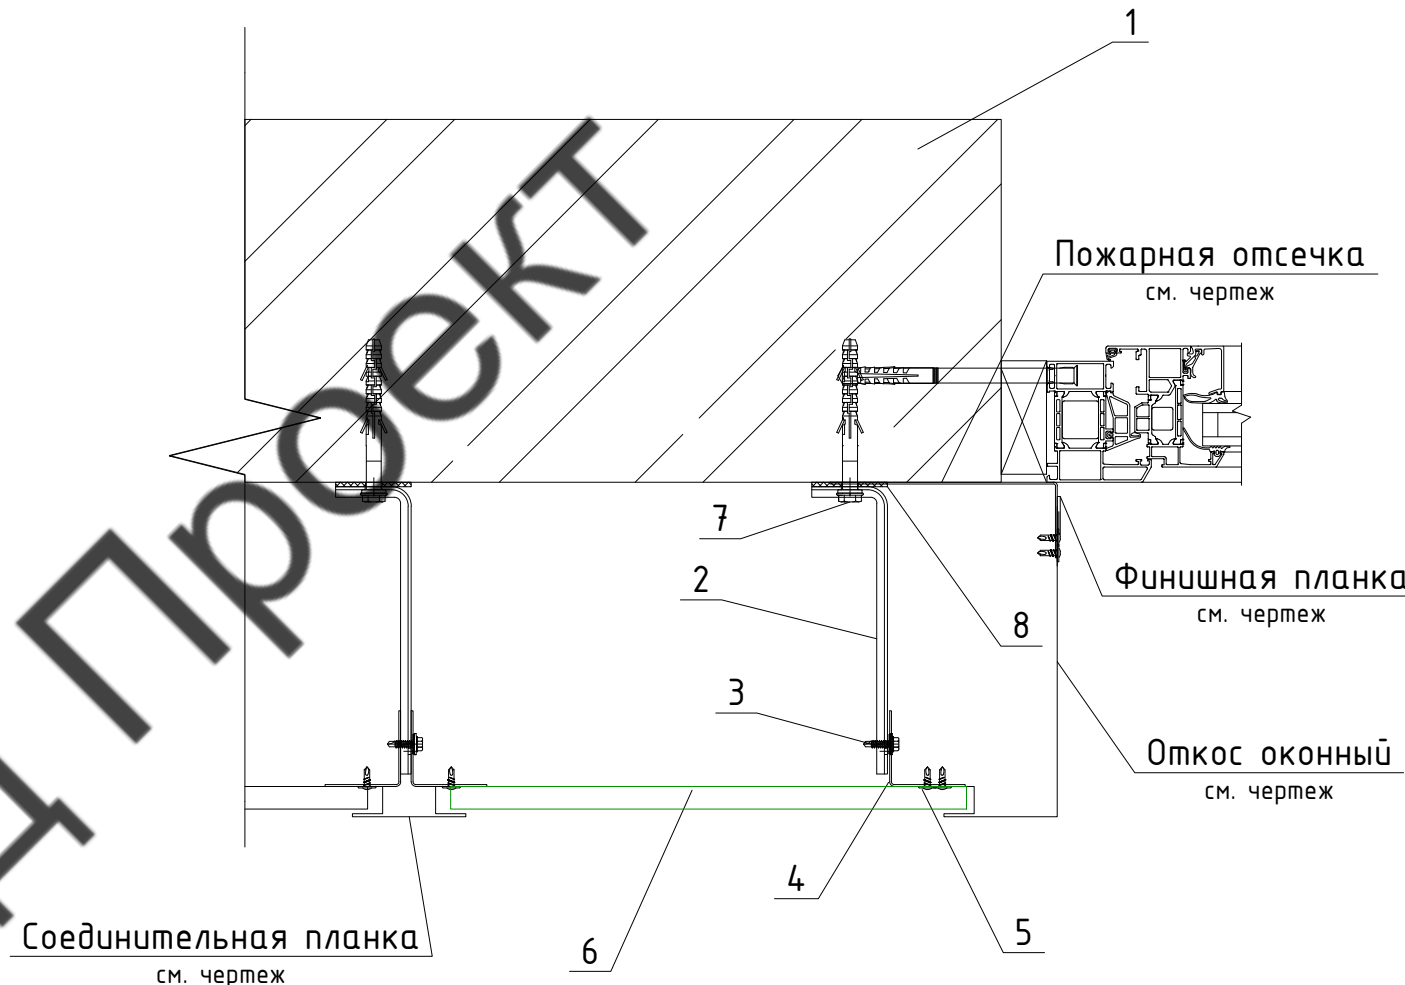 1
Пожарная отсечка
см. чертеж
7
2
Финишная планка
см. чертеж
8
3
Откос оконный
см. чертеж
4
5
6
Соединительная планка
см. чертеж
Проект